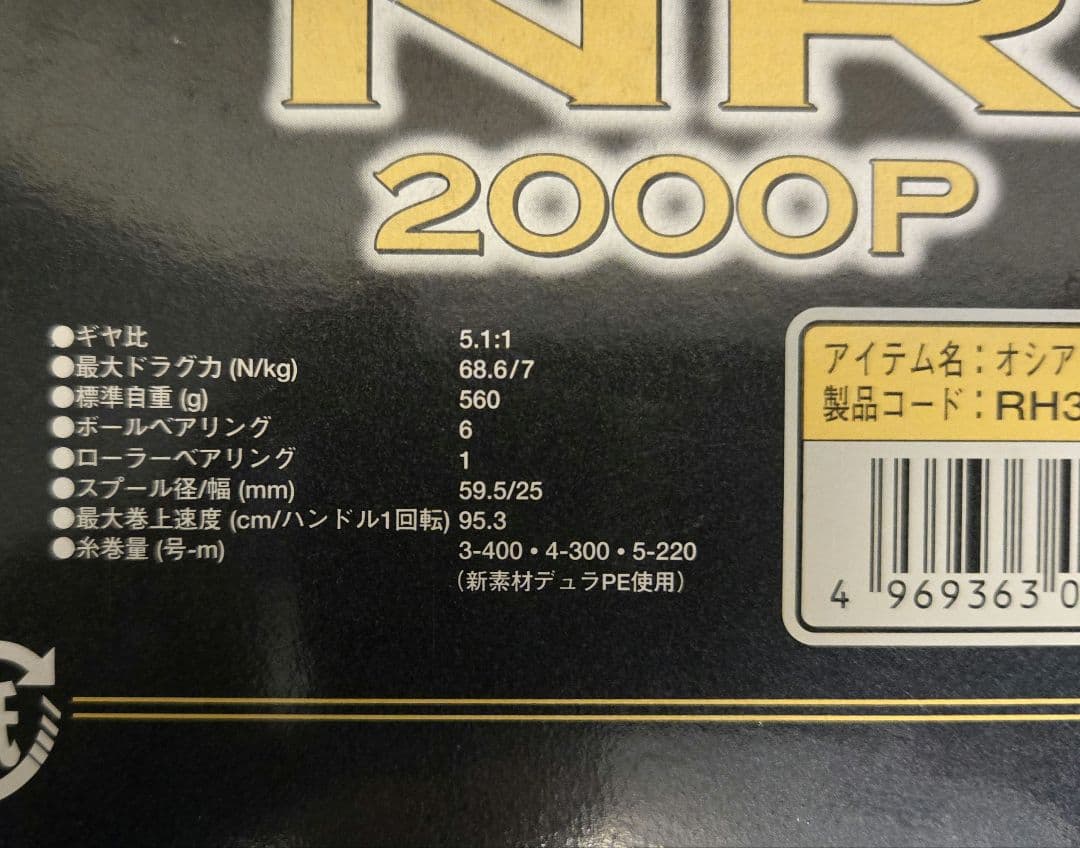 NR
2000P
●ギヤ比 5.1:1
●最大ドラグ力 (N/kg) 68.6/7
●標準自重 (g) 560
●ボールベアリング 6
●ローラーベアリング 1
●スプール径/幅 (mm) 59.5/25
●最大巻上速度 (cm/ハンドル1回転) 95.3
●糸巻量 (号-m) 3-400・4-300・5-220
(新素材デュラPE使用)
アイテム名：オシア
製品コード：RH3
4 969363 0